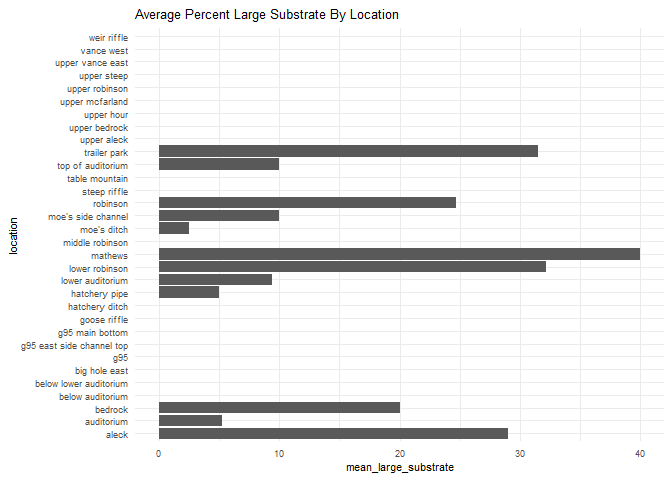 Average Percent Large Substrate By Location
weir riffle
vance west
upper vance east
upper steep
upper robinson
upper mcfarland
upper hour
upper bedrock
upper aleck
trailer park
top of auditorium
table mountain
steep riffle
robinson
moe's side channel
moe's ditch
middle robinson
mathews
lower robinson
lower auditorium
hatchery pipe
hatchery ditch
goose riffle
g95 main bottom
g95 east side channel top
g95
big hole east
below lower auditorium
below auditorium
bedrock
auditorium
aleck
location
0 10 20 30 40
mean_large_substrate